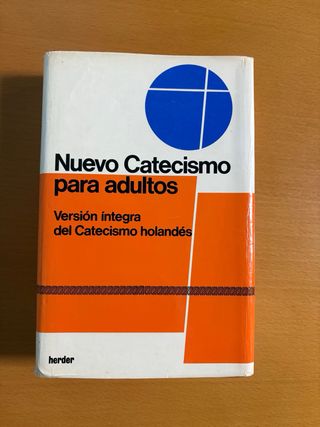 Nuevo Catecismo
para adultos
Versión íntegra
del Catecismo holandés
herder